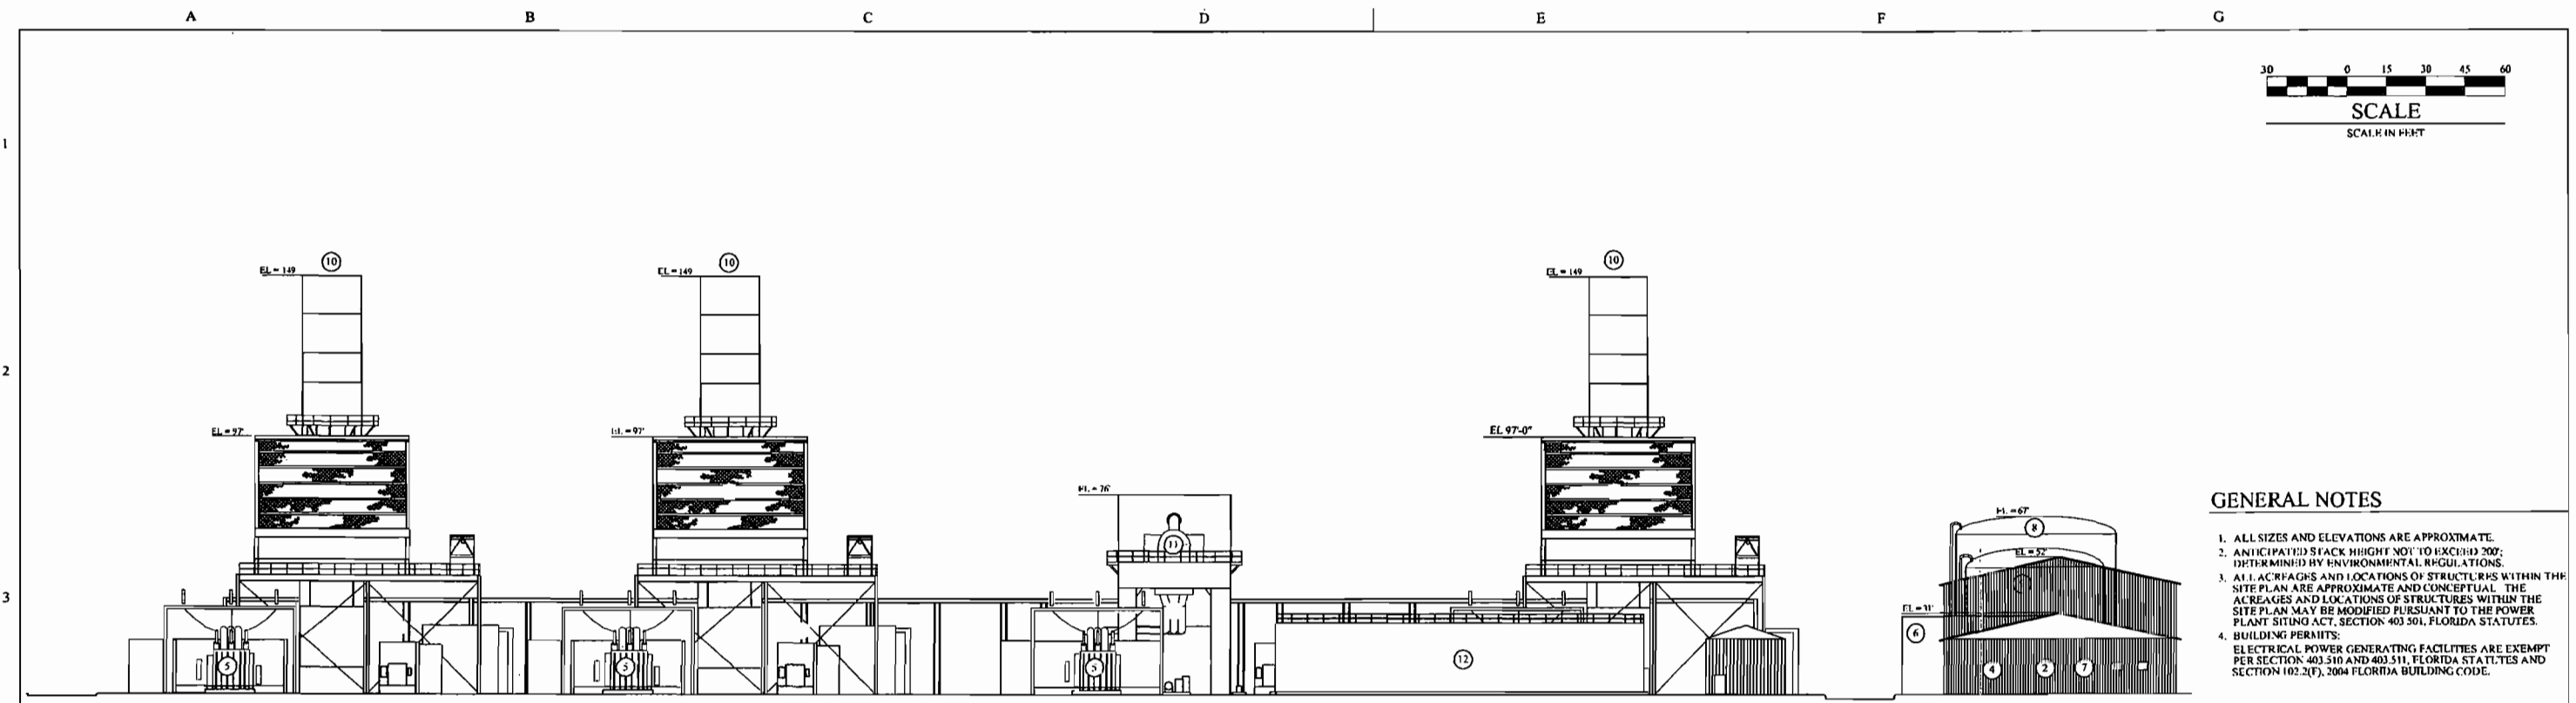 A B C D E F G
30 0 15 30 45 60
SCALE
SCALE IN FEET
1
10 10 10
EL = 149 EL = 149 EL = 149
2
EL = 97' EL = 97' EL 97'-0"
EL = 76'
GENERAL NOTES
EL = 67'
8
1. ALL SIZES AND ELEVATIONS ARE APPROXIMATE.
11
2. ANTICIPATED STACK HEIGHT NOT TO EXCEED 200';
EL = 52'
DETERMINED BY ENVIRONMENTAL REGULATIONS.
3
3. ALL ACREAGES AND LOCATIONS OF STRUCTURES WITHIN THE
SITE PLAN ARE APPROXIMATE AND CONCEPTUAL THE
ACREAGES AND LOCATIONS OF STRUCTURES WITHIN THE
SITE PLAN MAY BE MODIFIED PURSUANT TO THE POWER
PLANT SITING ACT, SECTION 403 501, FLORIDA STATUTES.
EL = 31'
6
4. BUILDING PERMITS:
ELECTRICAL POWER GENERATING FACILITIES ARE EXEMPT
PER SECTION 403.510 AND 403.511, FLORIDA STATUTES AND
SECTION 102.2(F), 2004 FLORIDA BUILDING CODE.
5 5 5 12 4 2 7